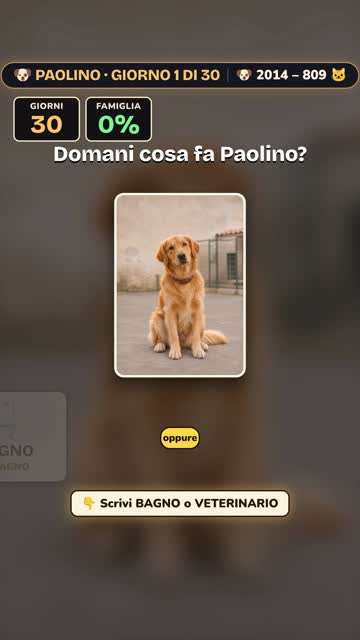 🐶 PAOLINO · GIORNO 1 DI 30 | 🐶 2014 – 809 🐱
GIORNI
30
FAMIGLIA
0%
Domani cosa fa Paolino?
GNO
AGNO
oppure
👇 Scrivi BAGNO o VETERINARIO